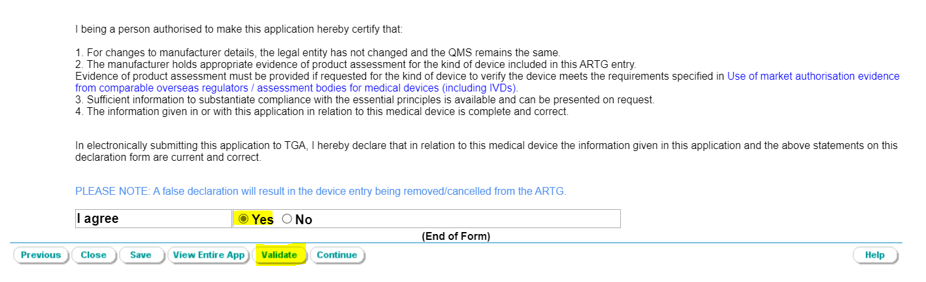 I being a person authorised to make this application hereby certify that:
1. For changes to manufacturer details, the legal entity has not changed and the QMS remains the same.
2. The manufacturer holds appropriate evidence of product assessment for the kind of device included in this ARTG entry.
Evidence of product assessment must be provided if requested for the kind of device to verify the device meets the requirements specified in Use of market authorisation evidence
from comparable overseas regulators / assessment bodies for medical devices (including IVDs).
3. Sufficient information to substantiate compliance with the essential principles is available and can be presented on request.
4. The information given in or with this application in relation to this medical device is complete and correct.
In electronically submitting this application to TGA, I hereby declare that in relation to this medical device the information given in this application and the above statements on this
declaration form are current and correct.
PLEASE NOTE: A false declaration will result in the device entry being removed/cancelled from the ARTG.
I agree Yes No
(End of Form)
Previous Close Save View Entire App Validate Continue Help